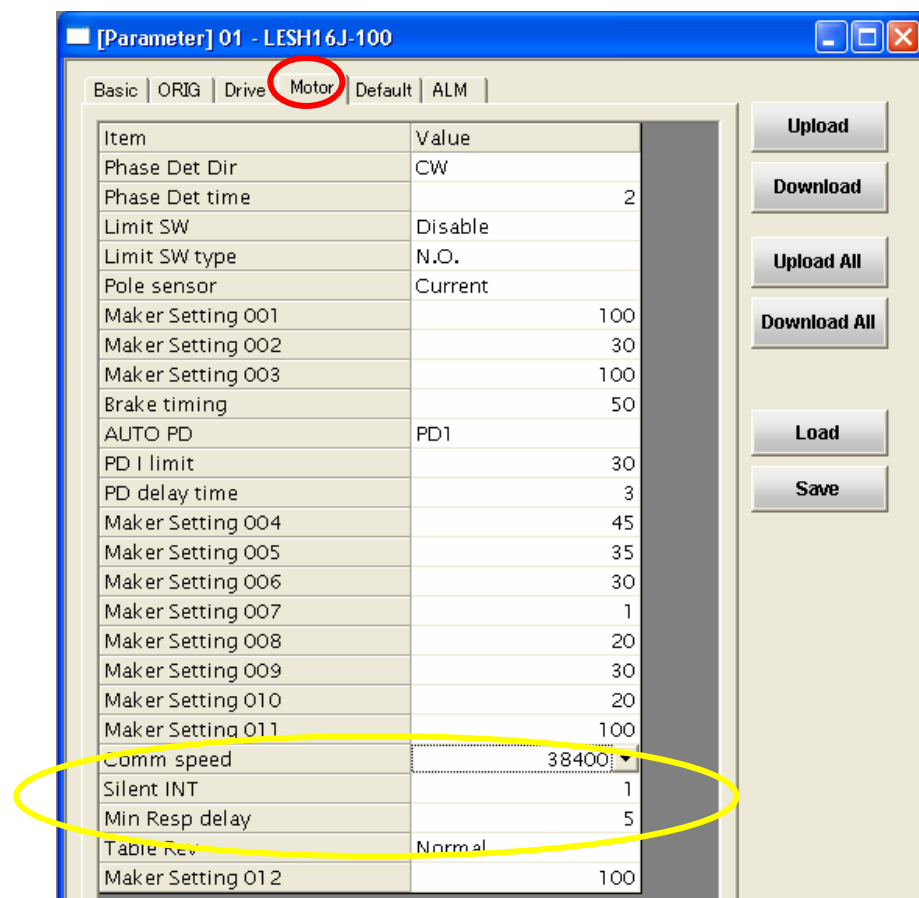 [Parameter] 01 - LESH16J-100
Basic ORIG Drive Motor Default ALM
Item Value
Phase Det Dir CW
Phase Det time 2
Limit SW Disable
Limit SW type N.O.
Pole sensor Current
Maker Setting 001 100
Maker Setting 002 30
Maker Setting 003 100
Brake timing 50
AUTO PD PD1
PD I limit 30
PD delay time 3
Maker Setting 004 45
Maker Setting 005 35
Maker Setting 006 30
Maker Setting 007 1
Maker Setting 008 20
Maker Setting 009 30
Maker Setting 010 20
Maker Setting 011 100
Comm speed 38400
Silent INT 1
Min Resp delay 5
Table Rev Normal
Maker Setting 012 100
Upload
Download
Upload All
Download All
Load
Save